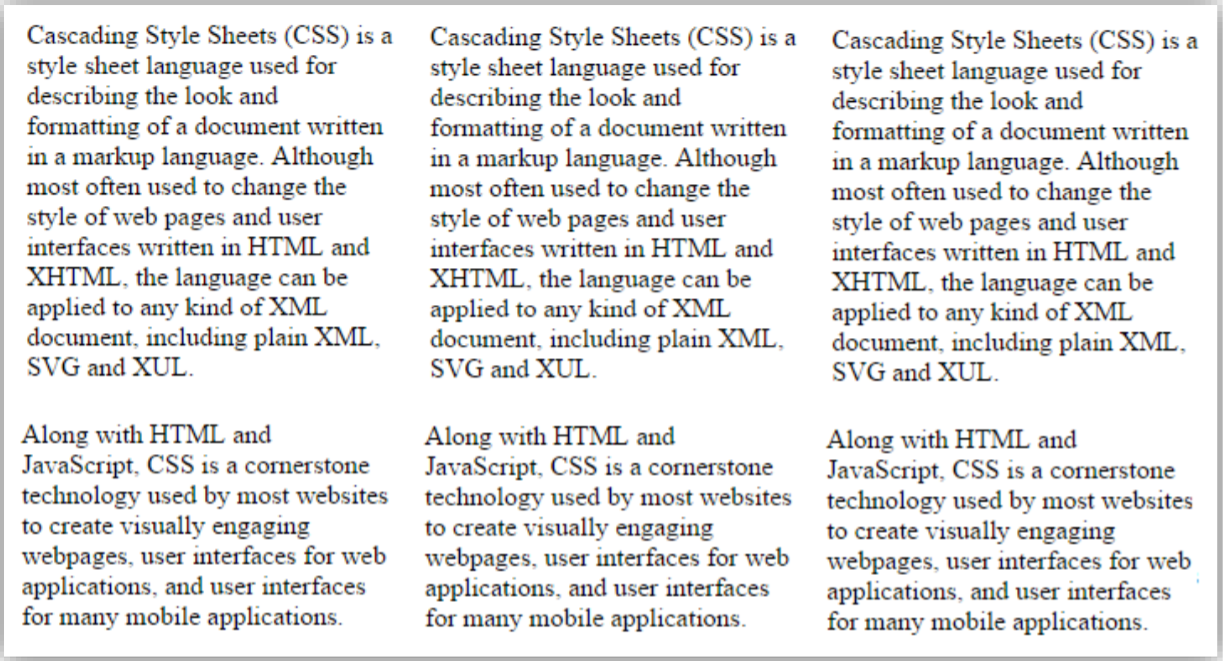 Cascading Style Sheets (CSS) is a
style sheet language used for
describing the look and
formatting of a document written
in a markup language. Although
most often used to change the
style of web pages and user
interfaces written in HTML and
XHTML, the language can be
applied to any kind of XML
document, including plain XML,
SVG and XUL.
Along with HTML and
JavaScript, CSS is a cornerstone
technology used by most websites
to create visually engaging
webpages, user interfaces for web
applications, and user interfaces
for many mobile applications.
Cascading Style Sheets (CSS) is a
style sheet language used for
describing the look and
formatting of a document written
in a markup language. Although
most often used to change the
style of web pages and user
interfaces written in HTML and
XHTML, the language can be
applied to any kind of XML
document, including plain XML,
SVG and XUL.
Along with HTML and
JavaScript, CSS is a cornerstone
technology used by most websites
to create visually engaging
webpages, user interfaces for web
applications, and user interfaces
for many mobile applications.
Cascading Style Sheets (CSS) is a
style sheet language used for
describing the look and
formatting of a document written
in a markup language. Although
most often used to change the
style of web pages and user
interfaces written in HTML and
XHTML, the language can be
applied to any kind of XML
document, including plain XML,
SVG and XUL.
Along with HTML and
JavaScript, CSS is a cornerstone
technology used by most websites
to create visually engaging
webpages, user interfaces for web
applications, and user interfaces
for many mobile applications.